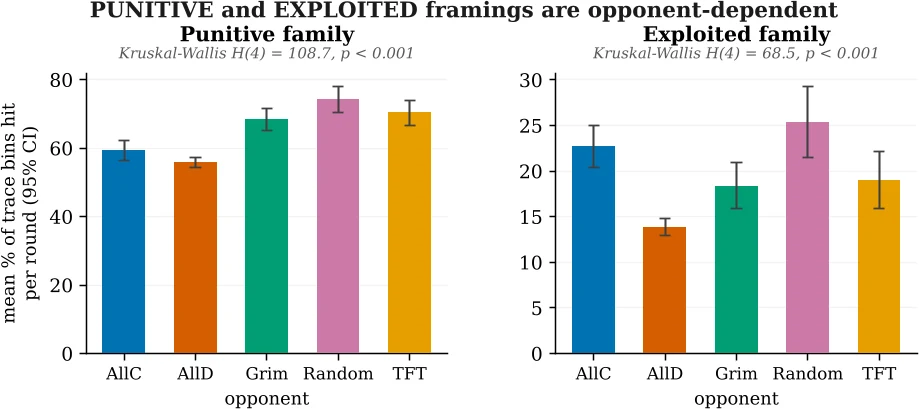 PUNITIVE and EXPLOITED framings are opponent-dependent
Punitive family
Kruskal-Wallis H(4) = 108.7, p < 0.001
mean % of trace bins hit
per round (95% CI)
80
60
40
20
0
AllC
AllD
Grim
Random
TFT
opponent
Exploited family
Kruskal-Wallis H(4) = 68.5, p < 0.001
30
25
20
15
10
5
0
AllC
AllD
Grim
Random
TFT
opponent